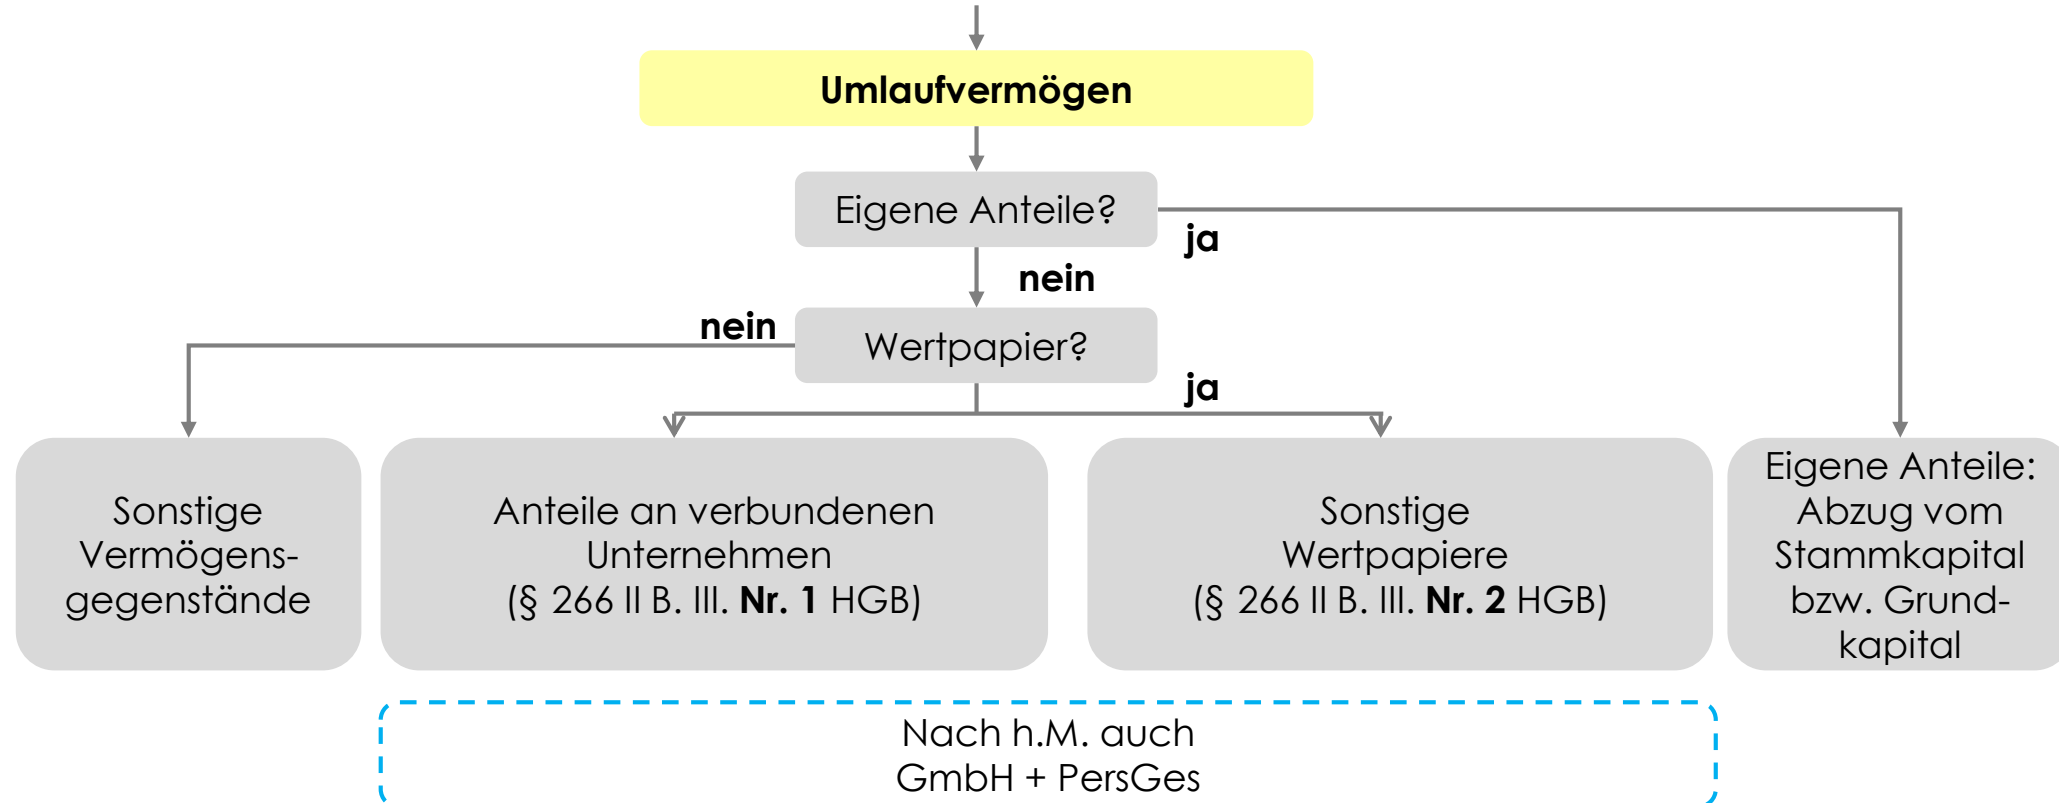 Umlaufvermögen
Eigene Anteile?
ja
nein
nein
Wertpapier?
ja
Sonstige
Vermögens-
gegenstände
Anteile an verbundenen
Unternehmen
(§ 266 II B. III. Nr. 1 HGB)
Sonstige
Wertpapiere
(§ 266 II B. III. Nr. 2 HGB)
Eigene Anteile:
Abzug vom
Stammkapital
bzw. Grund-
kapital
Nach h.M. auch
GmbH + PersGes